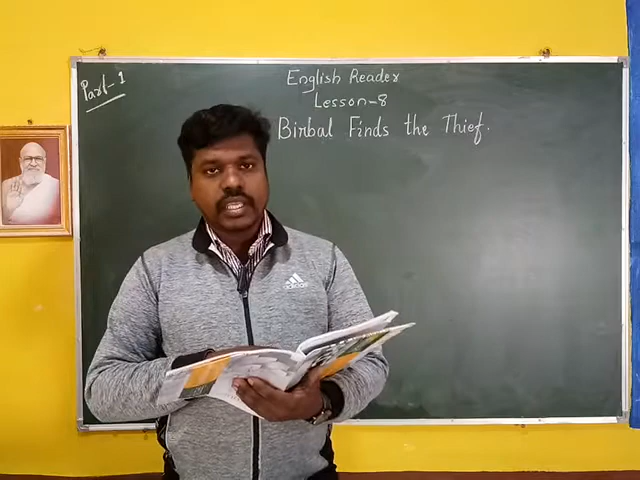 Part-1
English Reader
Lesson-8
Birbal Finds the Thief.
adidas